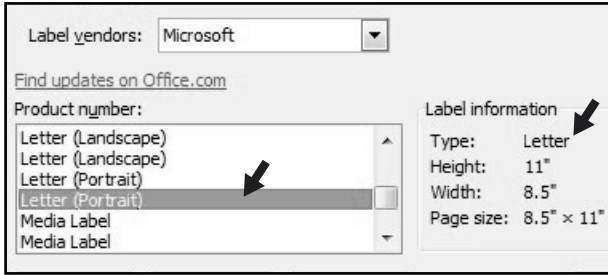 Label vendors: Microsoft
Find updates on Office.com
Product number:
Letter (Landscape)
Letter (Landscape)
Letter (Portrait)
Letter (Portrait)
Media Label
Media Label
Label information
Type: Letter
Height: 11"
Width: 8.5"
Page size: 8.5" × 11"